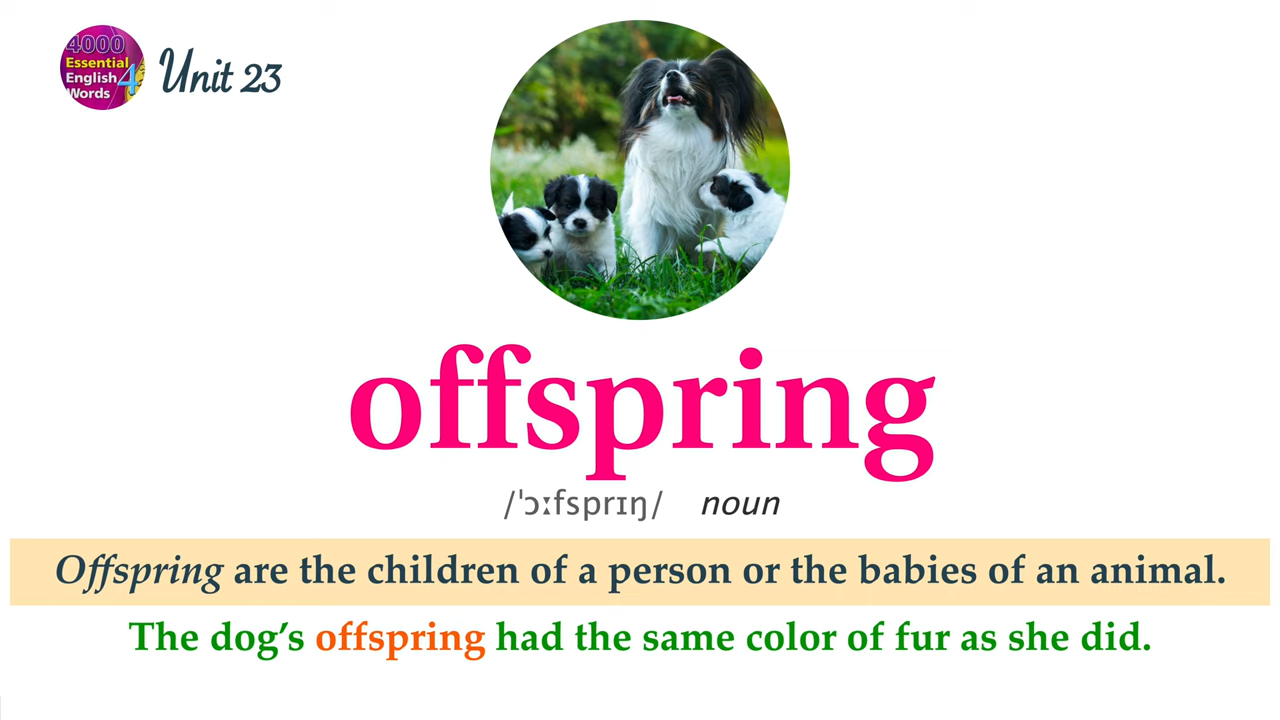 4000
Essential
English
Words
4
Unit 23
offspring
/ˈɔːfsprɪŋ/ noun
Offspring are the children of a person or the babies of an animal.
The dog’s offspring had the same color of fur as she did.